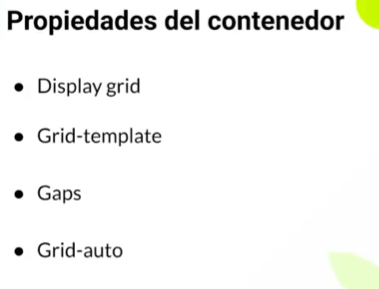 Propiedades del contenedor
● Display grid
● Grid-template
● Gaps
● Grid-auto